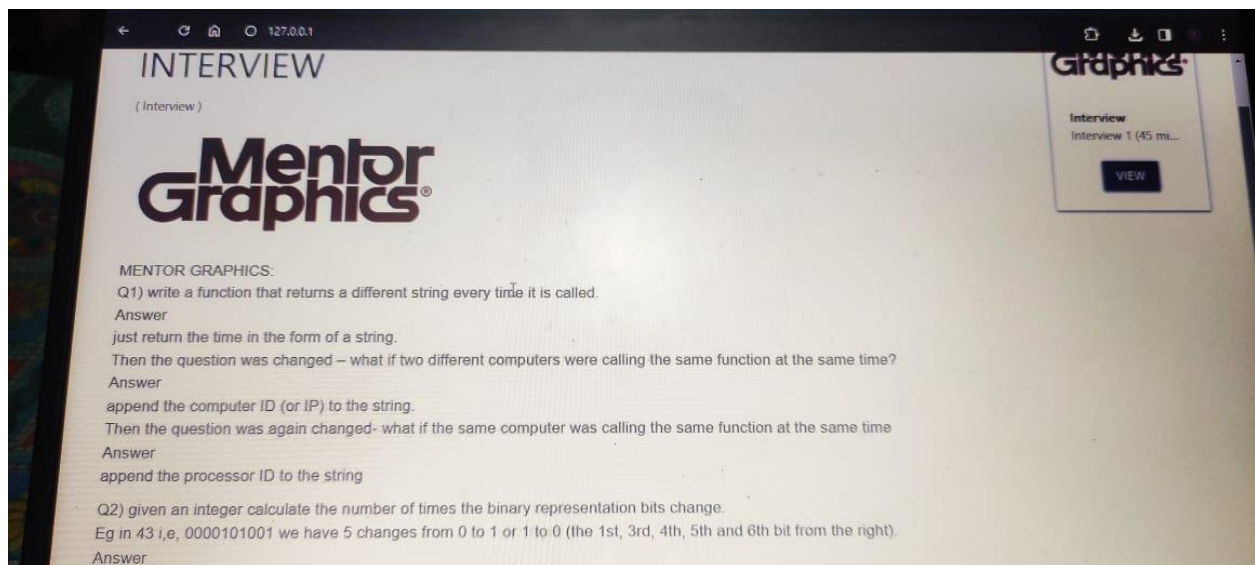 127.0.0.1
INTERVIEW
( Interview )
Mentor
Graphics®
Graphics
Interview
Interview 1 (45 mi...
VIEW
MENTOR GRAPHICS:
Q1) write a function that returns a different string every time it is called.
Answer
just return the time in the form of a string.
Then the question was changed – what if two different computers were calling the same function at the same time?
Answer
append the computer ID (or IP) to the string.
Then the question was again changed- what if the same computer was calling the same function at the same time
Answer
append the processor ID to the string
Q2) given an integer calculate the number of times the binary representation bits change.
Eg in 43 i,e, 0000101001 we have 5 changes from 0 to 1 or 1 to 0 (the 1st, 3rd, 4th, 5th and 6th bit from the right).
Answer